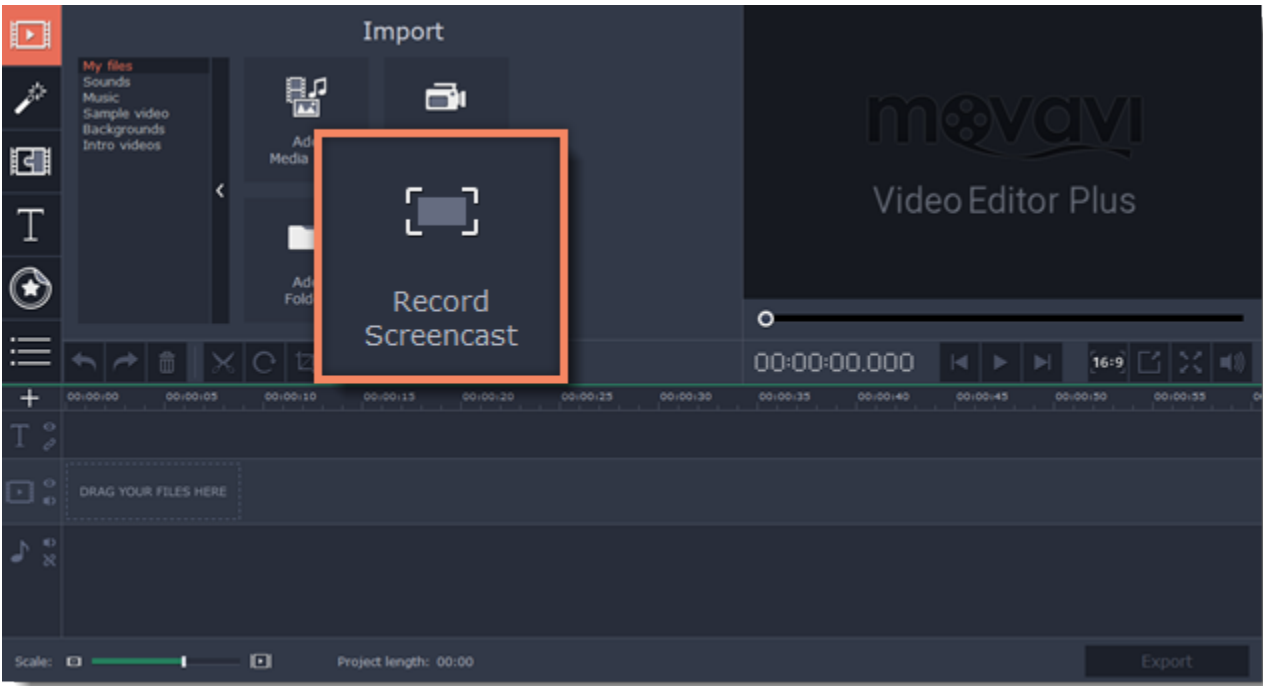 Import
My files
Sounds
Music
Sample video
Backgrounds
Intro videos
Media
Record
Screencast
movavi
Video Editor Plus
00:00:00.000
16:9
00:00:00 00:00:05 00:00:10 00:00:15 00:00:20 00:00:25 00:00:30 00:00:35 00:00:40 00:00:45 00:00:50 00:00:55
T
DRAG YOUR FILES HERE
Scale:
Project length: 00:00
Export